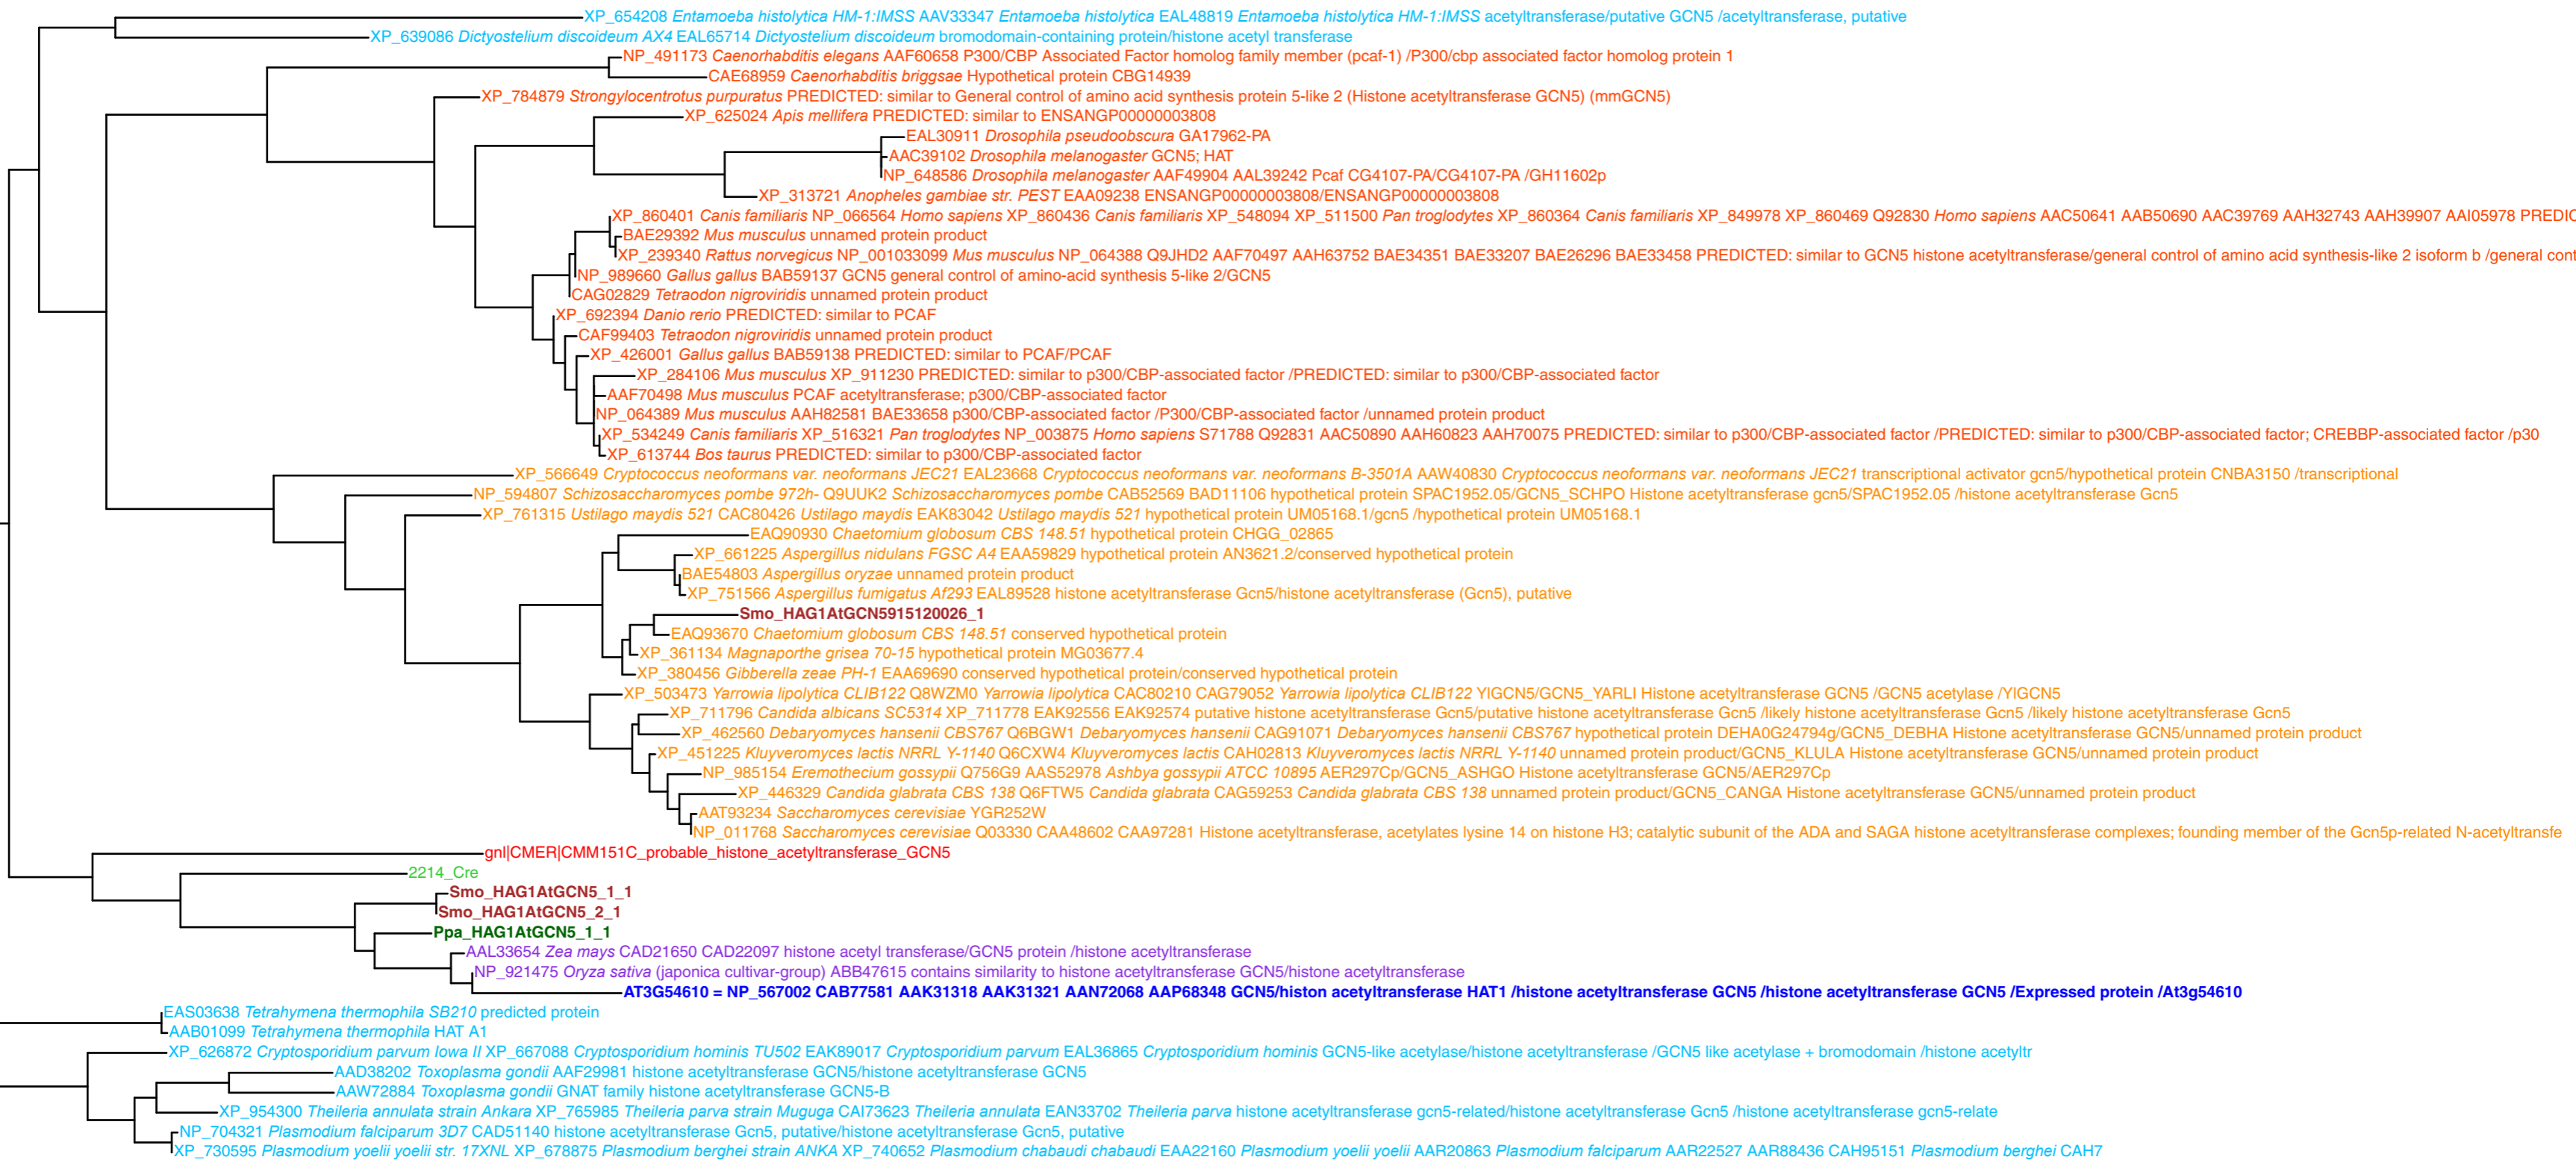 XP_654208 Entamoeba histolytica HM-1:IMSS AAV33347 Entamoeba histolytica EAL48819 Entamoeba histolytica HM-1:IMSS acetyltransferase/putative GCN5 /acetyltransferase, putative
XP_639086 Dictyostelium discoideum AX4 EAL65714 Dictyostelium discoideum bromodomain-containing protein/histone acetyl transferase
NP_491173 Caenorhabditis elegans AAF60658 P300/CBP Associated Factor homolog family member (pcaf-1) /P300/cbp associated factor homolog protein 1
CAE68959 Caenorhabditis briggsae Hypothetical protein CBG14939
XP_784879 Strongylocentrotus purpuratus PREDICTED: similar to General control of amino acid synthesis protein 5-like 2 (Histone acetyltransferase GCN5) (mmGCN5)
XP_625024 Apis mellifera PREDICTED: similar to ENSANGP00000003808
EAL30911 Drosophila pseudoobscura GA17962-PA
AAC39102 Drosophila melanogaster GCN5; HAT
NP_648586 Drosophila melanogaster AAF49904 AAL39242 Pcaf CG4107-PA/CG4107-PA /GH11602p
XP_313721 Anopheles gambiae str. PEST EAA09238 ENSANGP00000003808/ENSANGP00000003808
XP_860401 Canis familiaris NP_066564 Homo sapiens XP_860436 Canis familiaris XP_548094 XP_511500 Pan troglodytes XP_860364 Canis familiaris XP_849978 XP_860469 Q92830 Homo sapiens AAC50641 AAB50690 AAC39769 AAH32743 AAH39907 AAI05978 PREDIC
BAE29392 Mus musculus unnamed protein product
XP_239340 Rattus norvegicus NP_001033099 Mus musculus NP_064388 Q9JHD2 AAF70497 AAH63752 BAE34351 BAE33207 BAE26296 BAE33458 PREDICTED: similar to GCN5 histone acetyltransferase/general control of amino acid synthesis-like 2 isoform b /general cont
NP_989660 Gallus gallus BAB59137 GCN5 general control of amino-acid synthesis 5-like 2/GCN5
CAG02829 Tetraodon nigroviridis unnamed protein product
XP_692394 Danio rerio PREDICTED: similar to PCAF
CAF99403 Tetraodon nigroviridis unnamed protein product
XP_426001 Gallus gallus BAB59138 PREDICTED: similar to PCAF/PCAF
XP_284106 Mus musculus XP_911230 PREDICTED: similar to p300/CBP-associated factor /PREDICTED: similar to p300/CBP-associated factor
AAF70498 Mus musculus PCAF acetyltransferase; p300/CBP-associated factor
NP_064389 Mus musculus AAH82581 BAE33658 p300/CBP-associated factor /P300/CBP-associated factor /unnamed protein product
XP_534249 Canis familiaris XP_516321 Pan troglodytes NP_003875 Homo sapiens S71788 Q92831 AAC50890 AAH60823 AAH70075 PREDICTED: similar to p300/CBP-associated factor /PREDICTED: similar to p300/CBP-associated factor; CREBBP-associated factor /p30
XP_613744 Bos taurus PREDICTED: similar to p300/CBP-associated factor
XP_566649 Cryptococcus neoformans var. neoformans JEC21 EAL23668 Cryptococcus neoformans var. neoformans B-3501A AAW40830 Cryptococcus neoformans var. neoformans JEC21 transcriptional activator gcn5/hypothetical protein CNBA3150 /transcriptional
NP_594807 Schizosaccharomyces pombe 972h- Q9UUK2 Schizosaccharomyces pombe CAB52569 BAD11106 hypothetical protein SPAC1952.05/GCN5_SCHPO Histone acetyltransferase gcn5/SPAC1952.05 /histone acetyltransferase Gcn5
XP_761315 Ustilago maydis 521 CAC80426 Ustilago maydis EAK83042 Ustilago maydis 521 hypothetical protein UM05168.1/gcn5 /hypothetical protein UM05168.1
EAQ90930 Chaetomium globosum CBS 148.51 hypothetical protein CHGG_02865
XP_661225 Aspergillus nidulans FGSC A4 EAA59829 hypothetical protein AN3621.2/conserved hypothetical protein
BAE54803 Aspergillus oryzae unnamed protein product
XP_751566 Aspergillus fumigatus Af293 EAL89528 histone acetyltransferase Gcn5/histone acetyltransferase (Gcn5), putative
Smo_HAG1AtGCN5915120026_1
EAQ93670 Chaetomium globosum CBS 148.51 conserved hypothetical protein
XP_361134 Magnaporthe grisea 70-15 hypothetical protein MG03677.4
XP_380456 Gibberella zeae PH-1 EAA69690 conserved hypothetical protein/conserved hypothetical protein
XP_503473 Yarrowia lipolytica CLIB122 Q8WZM0 Yarrowia lipolytica CAC80210 CAG79052 Yarrowia lipolytica CLIB122 YlGCN5/GCN5_YARLI Histone acetyltransferase GCN5 /GCN5 acetylase /YlGCN5
XP_711796 Candida albicans SC5314 XP_711778 EAK92556 EAK92574 putative histone acetyltransferase Gcn5/putative histone acetyltransferase Gcn5 /likely histone acetyltransferase Gcn5 /likely histone acetyltransferase Gcn5
XP_462560 Debaryomyces hansenii CBS767 Q6BGW1 Debaryomyces hansenii CAG91071 Debaryomyces hansenii CBS767 hypothetical protein DEHA0G24794g/GCN5_DEBHA Histone acetyltransferase GCN5/unnamed protein product
XP_451225 Kluyveromyces lactis NRRL Y-1140 Q6CXW4 Kluyveromyces lactis CAH02813 Kluyveromyces lactis NRRL Y-1140 unnamed protein product/GCN5_KLULA Histone acetyltransferase GCN5/unnamed protein product
NP_985154 Eremothecium gossypii Q756G9 AAS52978 Ashbya gossypii ATCC 10895 AER297Cp/GCN5_ASHGO Histone acetyltransferase GCN5/AER297Cp
XP_446329 Candida glabrata CBS 138 Q6FTW5 Candida glabrata CAG59253 Candida glabrata CBS 138 unnamed protein product/GCN5_CANGA Histone acetyltransferase GCN5/unnamed protein product
AAT93234 Saccharomyces cerevisiae YGR252W
NP_011768 Saccharomyces cerevisiae Q03330 CAA48602 CAA97281 Histone acetyltransferase, acetylates lysine 14 on histone H3; catalytic subunit of the ADA and SAGA histone acetyltransferase complexes; founding member of the Gcn5p-related N-acetyltransfe
gnl|CMER|CMM151C_probable_histone_acetyltransferase_GCN5
2214_Cre
Smo_HAG1AtGCN5_1_1
Smo_HAG1AtGCN5_2_1
Ppa_HAG1AtGCN5_1_1
AAL33654 Zea mays CAD21650 CAD22097 histone acetyl transferase/GCN5 protein /histone acetyltransferase
NP_921475 Oryza sativa (japonica cultivar-group) ABB47615 contains similarity to histone acetyltransferase GCN5/histone acetyltransferase
AT3G54610 = NP_567002 CAB77581 AAK31318 AAK31321 AAN72068 AAP68348 GCN5/histon acetyltransferase HAT1 /histone acetyltransferase GCN5 /histone acetyltransferase GCN5 /Expressed protein /At3g54610
EAS03638 Tetrahymena thermophila SB210 predicted protein
AAB01099 Tetrahymena thermophila HAT A1
XP_626872 Cryptosporidium parvum Iowa II XP_667088 Cryptosporidium hominis TU502 EAK89017 Cryptosporidium parvum EAL36865 Cryptosporidium hominis GCN5-like acetylase/histone acetyltransferase /GCN5 like acetylase + bromodomain /histone acetyltr
AAD38202 Toxoplasma gondii AAF29981 histone acetyltransferase GCN5/histone acetyltransferase GCN5
AAW72884 Toxoplasma gondii GNAT family histone acetyltransferase GCN5-B
XP_954300 Theileria annulata strain Ankara XP_765985 Theileria parva strain Muguga CAI73623 Theileria annulata EAN33702 Theileria parva histone acetyltransferase gcn5-related/histone acetyltransferase Gcn5 /histone acetyltransferase gcn5-relate
NP_704321 Plasmodium falciparum 3D7 CAD51140 histone acetyltransferase Gcn5, putative/histone acetyltransferase Gcn5, putative
XP_730595 Plasmodium yoelii yoelii str. 17XNL XP_678875 Plasmodium berghei strain ANKA XP_740652 Plasmodium chabaudi chabaudi EAA22160 Plasmodium yoelii yoelii AAR20863 Plasmodium falciparum AAR22527 AAR88436 CAH95151 Plasmodium berghei CAH7